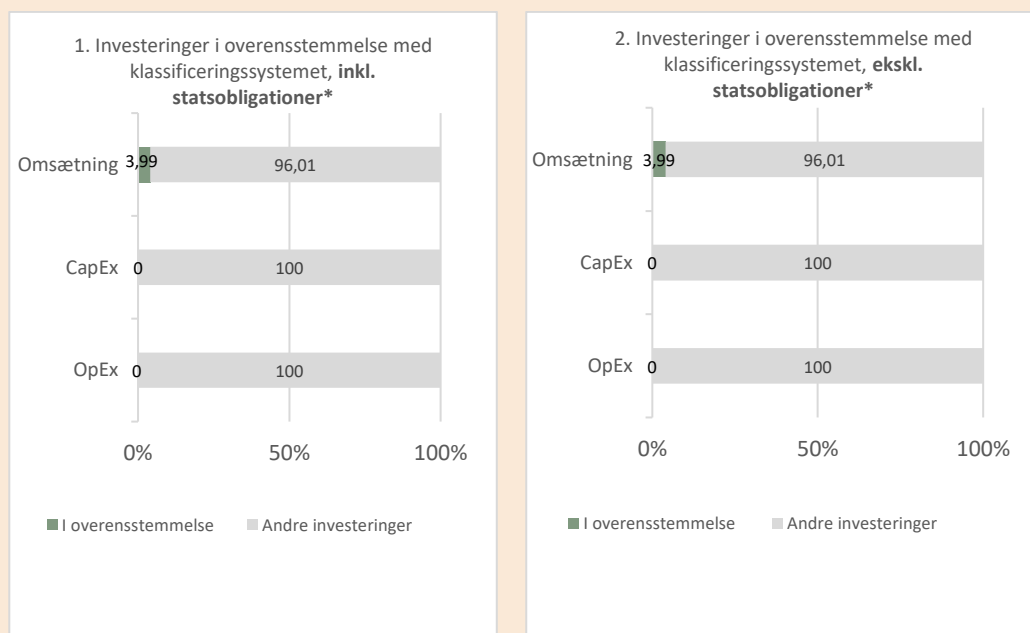 1. Investeringer i overensstemmelse med
klassificeringssystemet, inkl.
statsobligationer*
Omsætning 3,99 96,01
CapEx 0 100
OpEx 0 100
0% 50% 100%
I overensstemmelse Andre investeringer
2. Investeringer i overensstemmelse med
klassificeringssystemet, ekskl.
statsobligationer*
Omsætning 3,99 96,01
CapEx 0 100
OpEx 0 100
0% 50% 100%
I overensstemmelse Andre investeringer